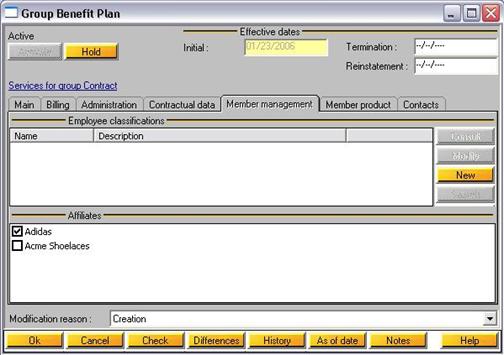 Group Benefit Plan
Active
Effective dates
Activate Hold
Initial : 01/23/2006
Termination : --/--/----
Reinstatement : --/--/----
Services for group Contract
Main Billing Administration Contractual data Member management Member product Contacts
Employee classifications
Name Description
Consult
Modify
New
Search
Affiliates
Adidas
Acme Shoelaces
Modification reason : Creation
Ok Cancel Check Differences History As of date Notes Help